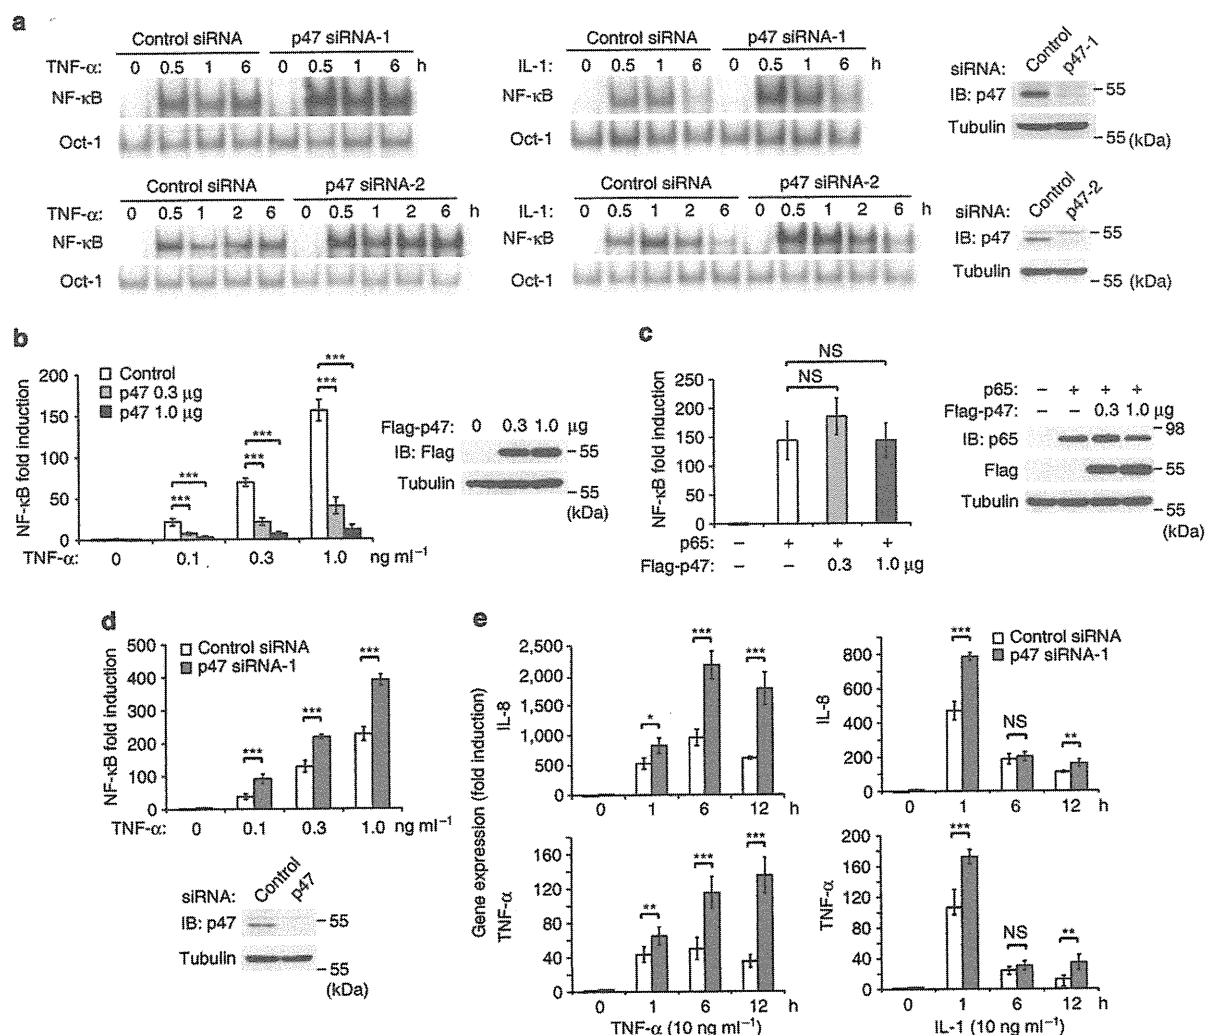 a
Control siRNA p47 siRNA-1
TNF-α: 0 0.5 1 6 0 0.5 1 6 h
NF-κB
Oct-1
Control siRNA p47 siRNA-1
IL-1: 0 0.5 1 6 0 0.5 1 6 h
NF-κB
Oct-1
siRNA: Control p47-1
IB: p47 55
Tubulin
55 (kDa)
Control siRNA p47 siRNA-2
TNF-α: 0 0.5 1 2 6 0 0.5 1 2 6 h
NF-κB
Oct-1
Control siRNA p47 siRNA-2
IL-1: 0 0.5 1 2 6 0 0.5 1 2 6 h
NF-κB
Oct-1
siRNA: Control p47-2
IB: p47 55
Tubulin
55 (kDa)
b
NF-κB fold induction
200
150
100
50
0
Control
p47 0.3 µg
p47 1.0 µg
*** ***
*** ***
*** ***
TNF-α: 0 0.1 0.3 1.0 ng ml⁻¹
Flag-p47: 0 0.3 1.0 µg
IB: Flag 55
Tubulin
55
(kDa)
c
NF-κB fold induction
250
200
150
100
50
0
NS
NS
p65: – + + +
Flag-p47: – – 0.3 1.0 µg
p65: – + + +
Flag-p47: – – 0.3 1.0 µg
IB: p65 98
Flag 55
Tubulin
55
(kDa)
d
NF-κB fold induction
500
400
300
200
100
0
Control siRNA
p47 siRNA-1
***
***
***
TNF-α: 0 0.1 0.3 1.0 ng ml⁻¹
siRNA: Control p47
IB: p47 55
Tubulin
55
(kDa)
e
Gene expression (fold induction)
IL-8
2,500
2,000
1,500
1,000
500
0
* *** ***
0 1 6 12 h
IL-8
800
600
400
200
0
Control siRNA
p47 siRNA-1
*** NS **
0 1 6 12 h
TNF-α
160
120
80
40
0
** *** ***
0 1 6 12 h
TNF-α (10 ng ml⁻¹)
TNF-α
200
160
120
80
40
0
*** NS **
0 1 6 12 h
IL-1 (10 ng ml⁻¹)